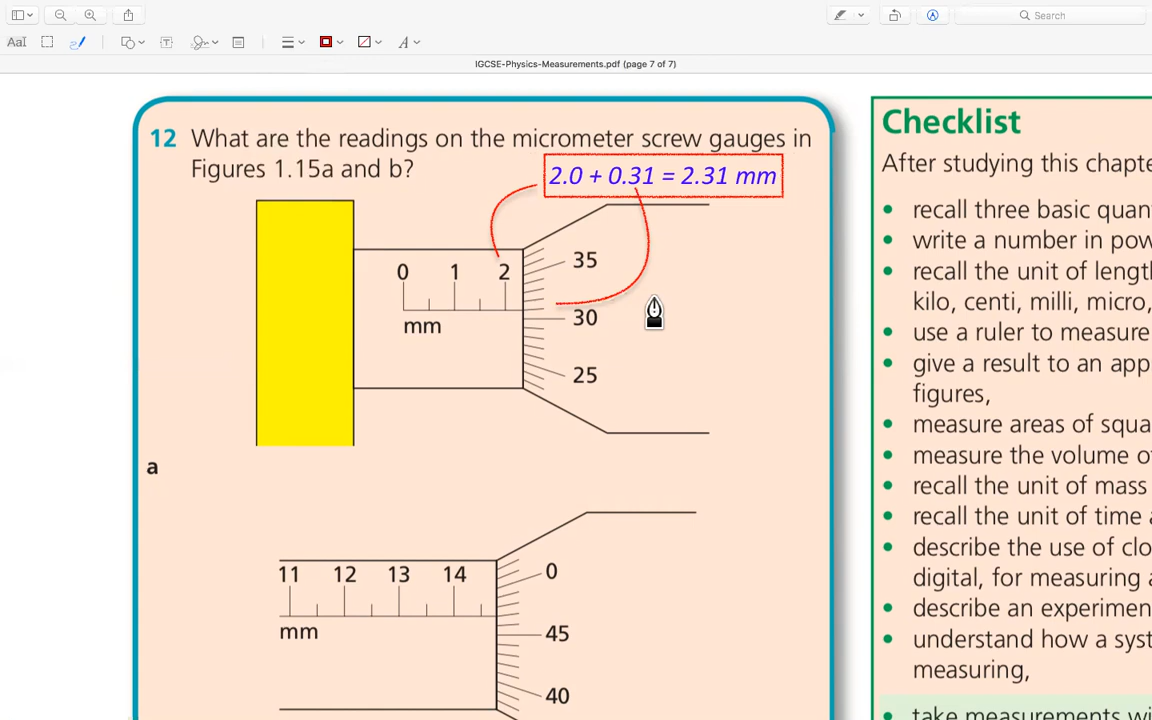 Search
AaI
T
A
IGCSE-Physics-Measurements.pdf (page 7 of 7)
12 What are the readings on the micrometer screw gauges in
Figures 1.15a and b?
2.0 + 0.31 = 2.31 mm
0 1 2
mm
35
30
25
a
11 12 13 14
mm
0
45
40
Checklist
After studying this chapte
• recall three basic quan
• write a number in pow
• recall the unit of length
kilo, centi, milli, micro,
• use a ruler to measure
• give a result to an app
figures,
• measure areas of squa
• measure the volume of
• recall the unit of mass
• recall the unit of time a
• describe the use of clo
digital, for measuring a
• describe an experimen
• understand how a syst
measuring,
• take measurements wi